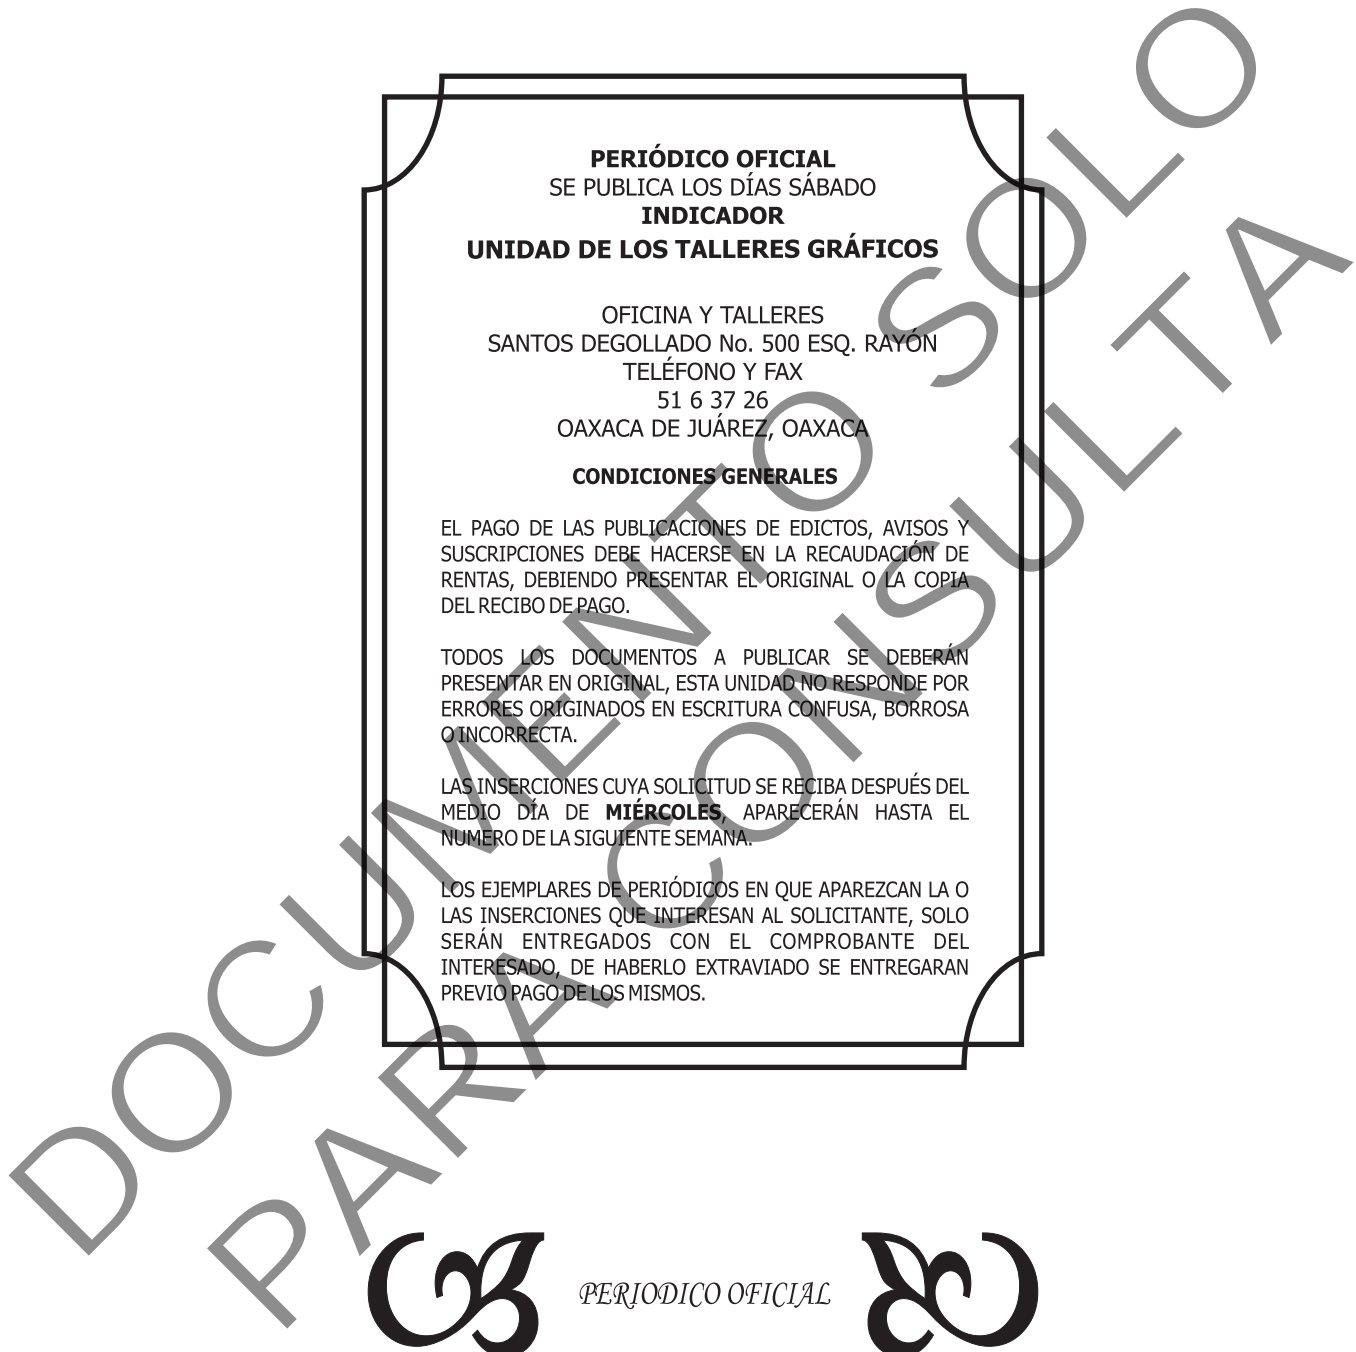 PERIÓDICO OFICIAL
SE PUBLICA LOS DÍAS SÁBADO
INDICADOR
UNIDAD DE LOS TALLERES GRÁFICOS
OFICINA Y TALLERES
SANTOS DEGOLLADO No. 500 ESQ. RAYÓN
TELÉFONO Y FAX
51 6 37 26
OAXACA DE JUÁREZ, OAXACA
CONDICIONES GENERALES
EL PAGO DE LAS PUBLICACIONES DE EDICTOS, AVISOS Y
SUSCRIPCIONES DEBE HACERSE EN LA RECAUDACIÓN DE
RENTAS, DEBIENDO PRESENTAR EL ORIGINAL O LA COPIA
DEL RECIBO DE PAGO.
TODOS LOS DOCUMENTOS A PUBLICAR SE DEBERÁN
PRESENTAR EN ORIGINAL, ESTA UNIDAD NO RESPONDE POR
ERRORES ORIGINADOS EN ESCRITURA CONFUSA, BORROSA
O INCORRECTA.
LAS INSERCIONES CUYA SOLICITUD SE RECIBA DESPUÉS DEL
MEDIO DÍA DE MIÉRCOLES, APARECERÁN HASTA EL
NUMERO DE LA SIGUIENTE SEMANA.
LOS EJEMPLARES DE PERIÓDICOS EN QUE APAREZCAN LA O
LAS INSERCIONES QUE INTERESAN AL SOLICITANTE, SOLO
SERÁN ENTREGADOS CON EL COMPROBANTE DEL
INTERESADO, DE HABERLO EXTRAVIADO SE ENTREGARAN
PREVIO PAGO DE LOS MISMOS.
PERIODICO OFICIAL
DOCUMENTO SOLO
PARA CONSULTA